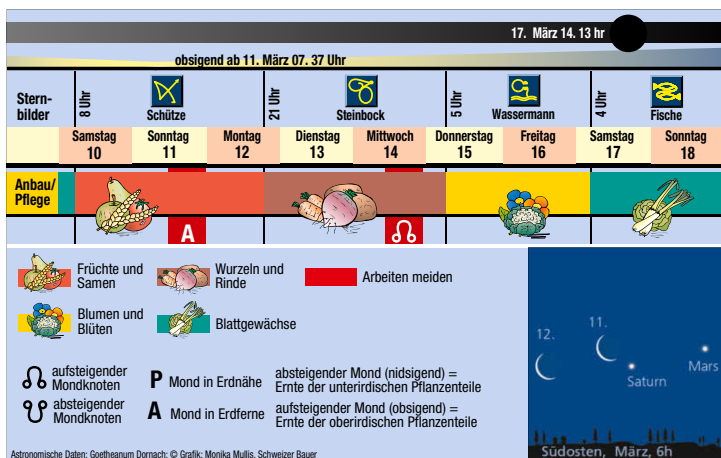 17. März 14. 13 hr
obsigend ab 11. März 07. 37 Uhr
Stern-
bilder
8 Uhr
Schütze
21 Uhr
Steinbock
5 Uhr
Wassermann
4 Uhr
Fische
Samstag
10
Sonntag
11
Montag
12
Dienstag
13
Mittwoch
14
Donnerstag
15
Freitag
16
Samstag
17
Sonntag
18
Anbau/
Pflege
A
Früchte und
Samen
Wurzeln und
Rinde
Arbeiten meiden
Blumen und
Blüten
Blattgewächse
aufsteigender
Mondknoten
P Mond in Erdnähe
absteigender Mond (nidsigend) =
Ernte der unterirdischen Pflanzenteile
absteigender
Mondknoten
A Mond in Erdferne
aufsteigender Mond (obsigend) =
Ernte der oberirdischen Pflanzenteile
12.
11.
Mars
Saturn
Südosten, März, 6h
Astronomische Daten: Goetheanum Dornach; © Grafik: Monika Mullis, Schweizer Bauer